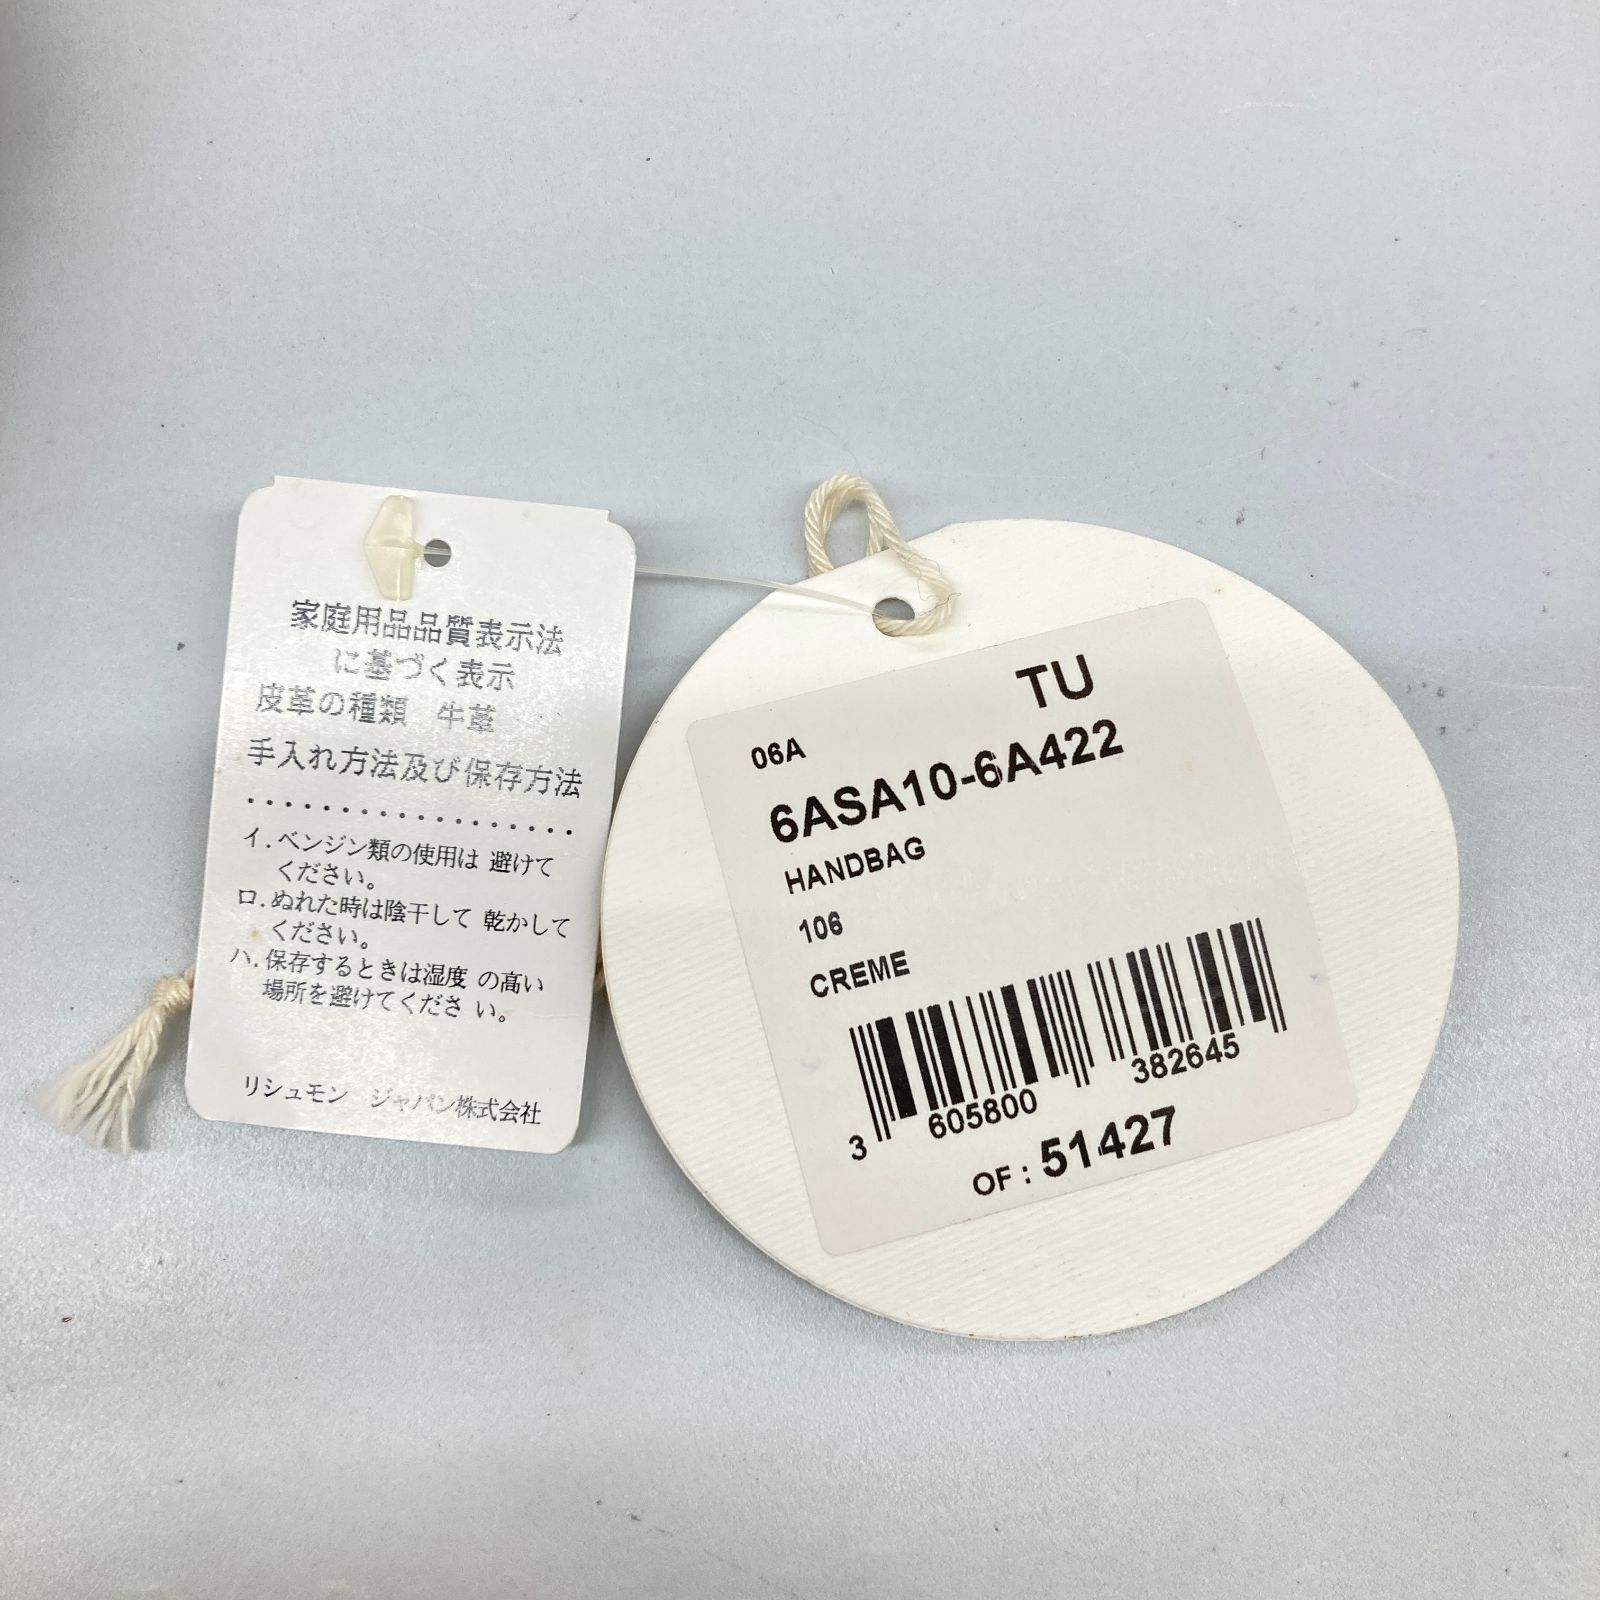 家庭用品品質表示法
に基づく表示
皮革の種類　牛革
手入れ方法及び保存方法
イ.ベンジン類の使用は 避けて
ください。
ロ.ぬれた時は陰干して 乾かして
ください。
ハ.保存するときは湿度 の高い
場所を避けてくださ い。
リシュモン　ジャパン株式会社
TU
06A
6ASA10-6A422
HANDBAG
106
CREME
3 605800 382645
OF : 51427